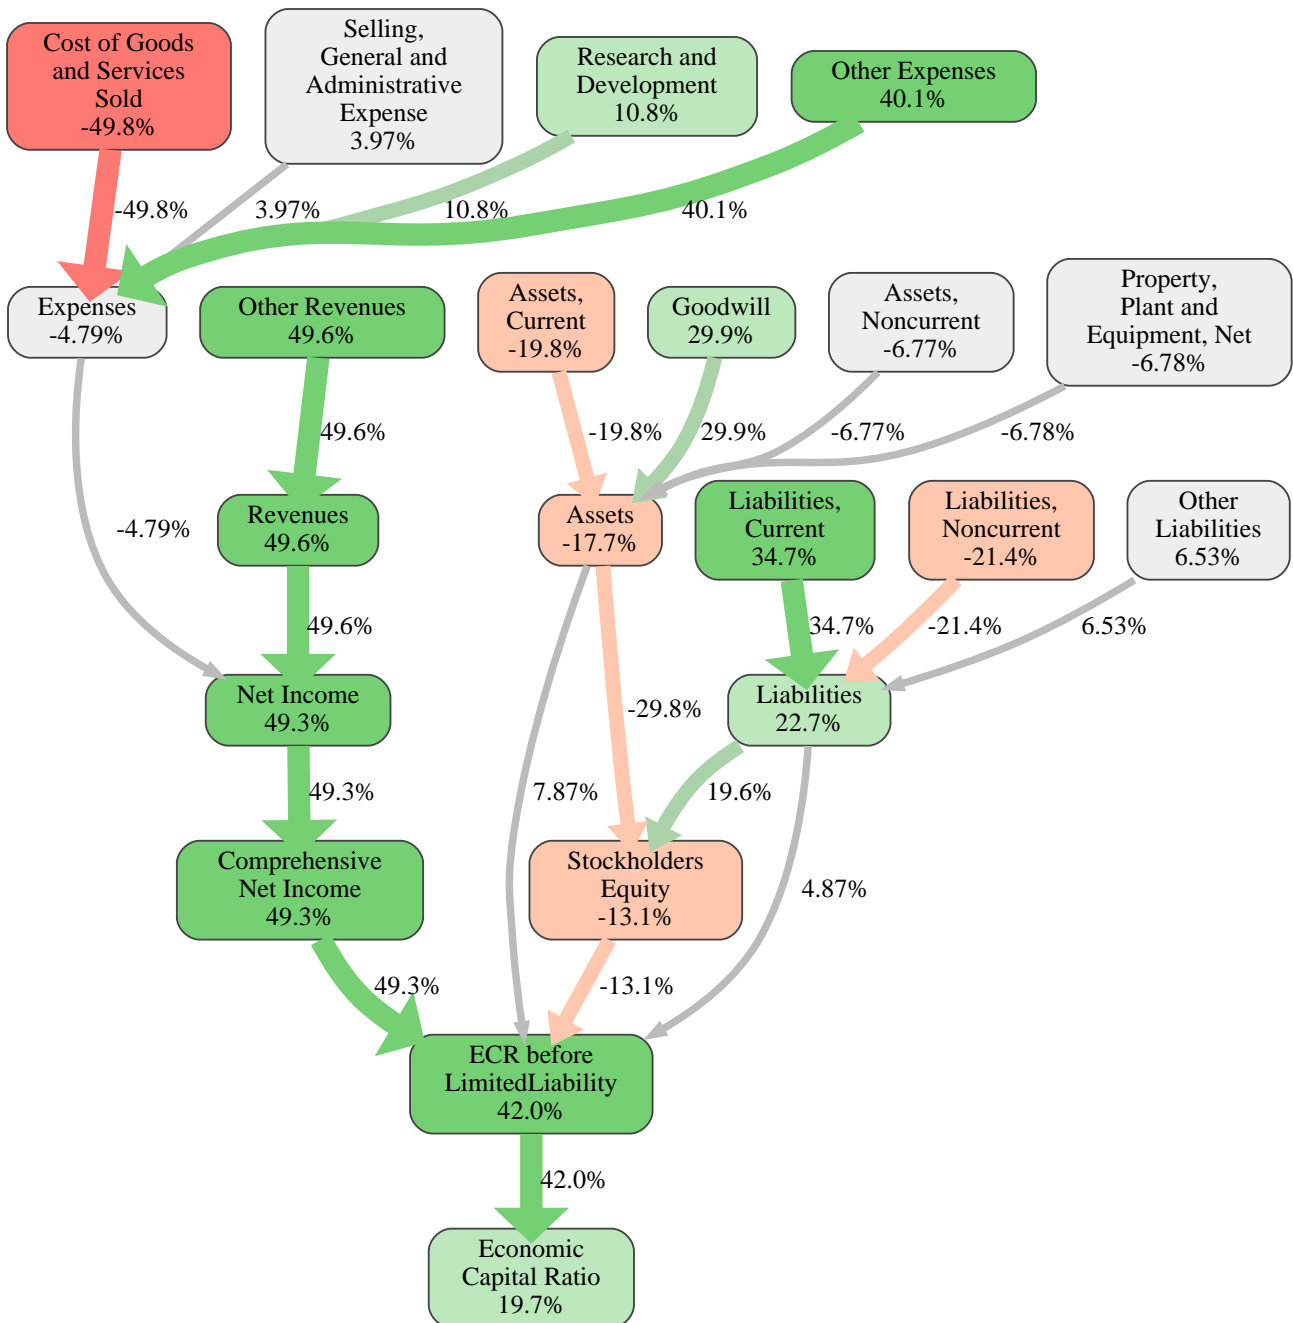 Cost of Goods
and Services
Sold
-49.8%
Selling,
General and
Administrative
Expense
3.97%
Research and
Development
10.8%
Other Expenses
40.1%
-49.8%
3.97%
10.8%
40.1%
Expenses
-4.79%
Other Revenues
49.6%
Assets,
Current
-19.8%
Goodwill
29.9%
Assets,
Noncurrent
-6.77%
Property,
Plant and
Equipment, Net
-6.78%
49.6%
-19.8%
29.9%
-6.77%
-6.78%
-4.79%
Revenues
49.6%
Assets
-17.7%
Liabilities,
Current
34.7%
Liabilities,
Noncurrent
-21.4%
Other
Liabilities
6.53%
49.6%
34.7%
-21.4%
6.53%
Net Income
49.3%
-29.8%
Liabilities
22.7%
49.3%
7.87%
19.6%
Comprehensive
Net Income
49.3%
Stockholders
Equity
-13.1%
4.87%
49.3%
-13.1%
ECR before
LimitedLiability
42.0%
42.0%
Economic
Capital Ratio
19.7%